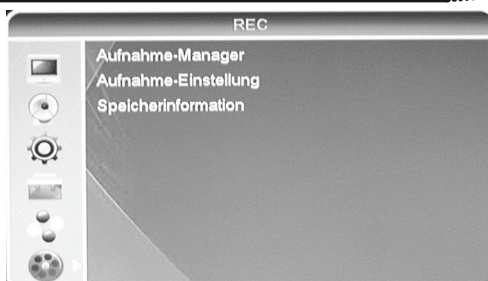 REC
Aufnahme-Manager
Aufnahme-Einstellung
Speicherinformation